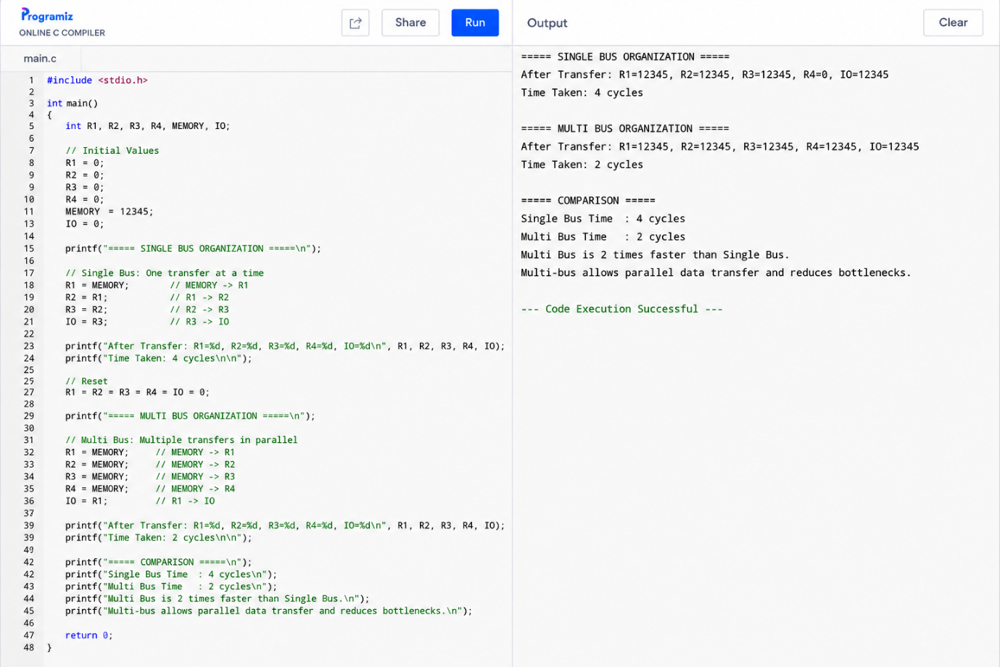 Programiz
ONLINE C COMPILER
Share
Run
Output
Clear
main.c
1 #include <stdio.h>
2
3 int main()
4 {
5 int R1, R2, R3, R4, MEMORY, IO;
6
7 // Initial Values
8 R1 = 0;
9 R2 = 0;
9 R3 = 0;
10 R4 = 0;
11 MEMORY = 12345;
13 IO = 0;
14
15 printf("===== SINGLE BUS ORGANIZATION =====\n");
16
17 // Single Bus: One transfer at a time
18 R1 = MEMORY; // MEMORY -> R1
19 R2 = R1; // R1 -> R2
20 R3 = R2; // R2 -> R3
21 IO = R3; // R3 -> IO
22
23 printf("After Transfer: R1=%d, R2=%d, R3=%d, R4=%d, IO=%d\n", R1, R2, R3, R4, IO);
24 printf("Time Taken: 4 cycles\n\n");
25
29 // Reset
27 R1 = R2 = R3 = R4 = IO = 0;
28
29 printf("===== MULTI BUS ORGANIZATION =====\n");
30
31 // Multi Bus: Multiple transfers in parallel
32 R1 = MEMORY; // MEMORY -> R1
33 R2 = MEMORY; // MEMORY -> R2
34 R3 = MEMORY; // MEMORY -> R3
35 R4 = MEMORY; // MEMORY -> R4
36 IO = R1; // R1 -> IO
37
39 printf("After Transfer: R1=%d, R2=%d, R3=%d, R4=%d, IO=%d\n", R1, R2, R3, R4, IO);
39 printf("Time Taken: 2 cycles\n\n");
49
42 printf("===== COMPARISON =====\n");
42 printf("Single Bus Time : 4 cycles\n");
43 printf("Multi Bus Time : 2 cycles\n");
44 printf("Multi Bus is 2 times faster than Single Bus.\n");
45 printf("Multi-bus allows parallel data transfer and reduces bottlenecks.\n");
46
47 return 0;
48 }
===== SINGLE BUS ORGANIZATION =====
After Transfer: R1=12345, R2=12345, R3=12345, R4=0, IO=12345
Time Taken: 4 cycles
===== MULTI BUS ORGANIZATION =====
After Transfer: R1=12345, R2=12345, R3=12345, R4=12345, IO=12345
Time Taken: 2 cycles
===== COMPARISON =====
Single Bus Time : 4 cycles
Multi Bus Time : 2 cycles
Multi Bus is 2 times faster than Single Bus.
Multi-bus allows parallel data transfer and reduces bottlenecks.
--- Code Execution Successful ---